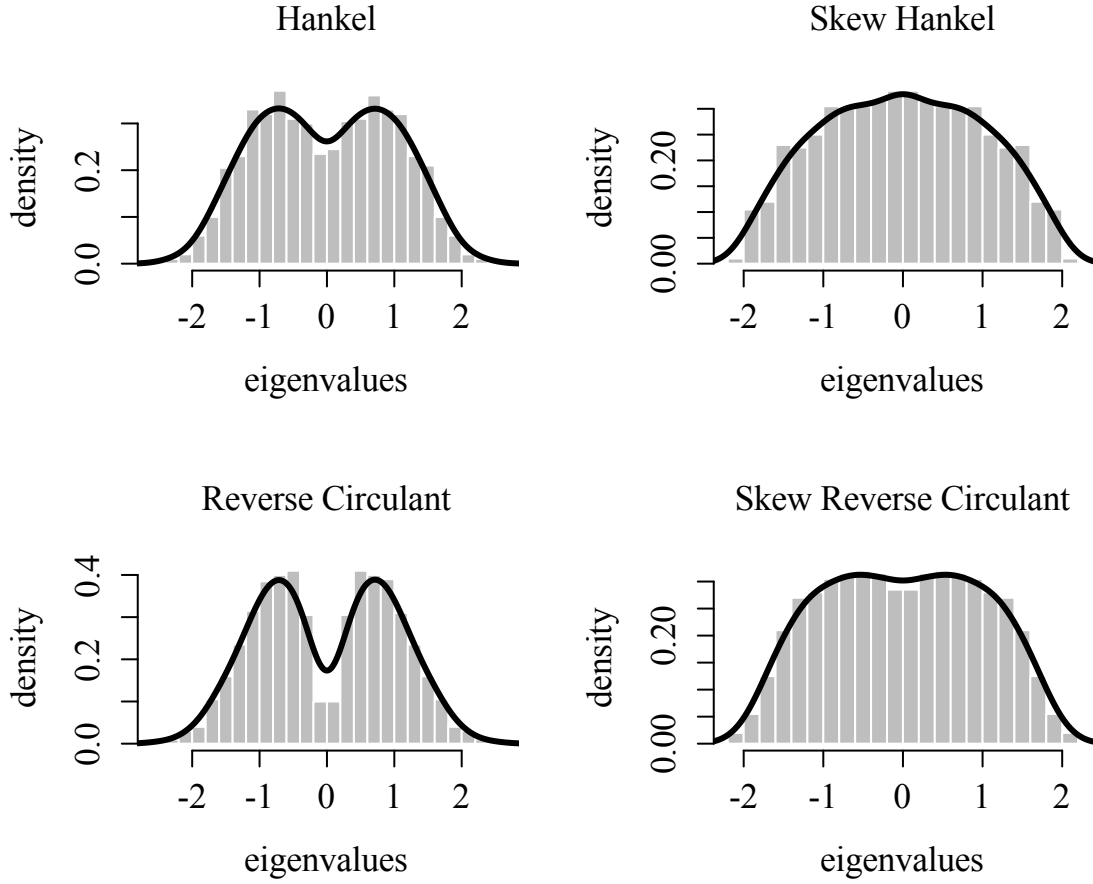 Hankel
density
0.0 0.2
-2 -1 0 1 2
eigenvalues
Skew Hankel
density
0.00 0.20
-2 -1 0 1 2
eigenvalues
Reverse Circulant
density
0.0 0.2 0.4
-2 -1 0 1 2
eigenvalues
Skew Reverse Circulant
density
0.00 0.20
-2 -1 0 1 2
eigenvalues